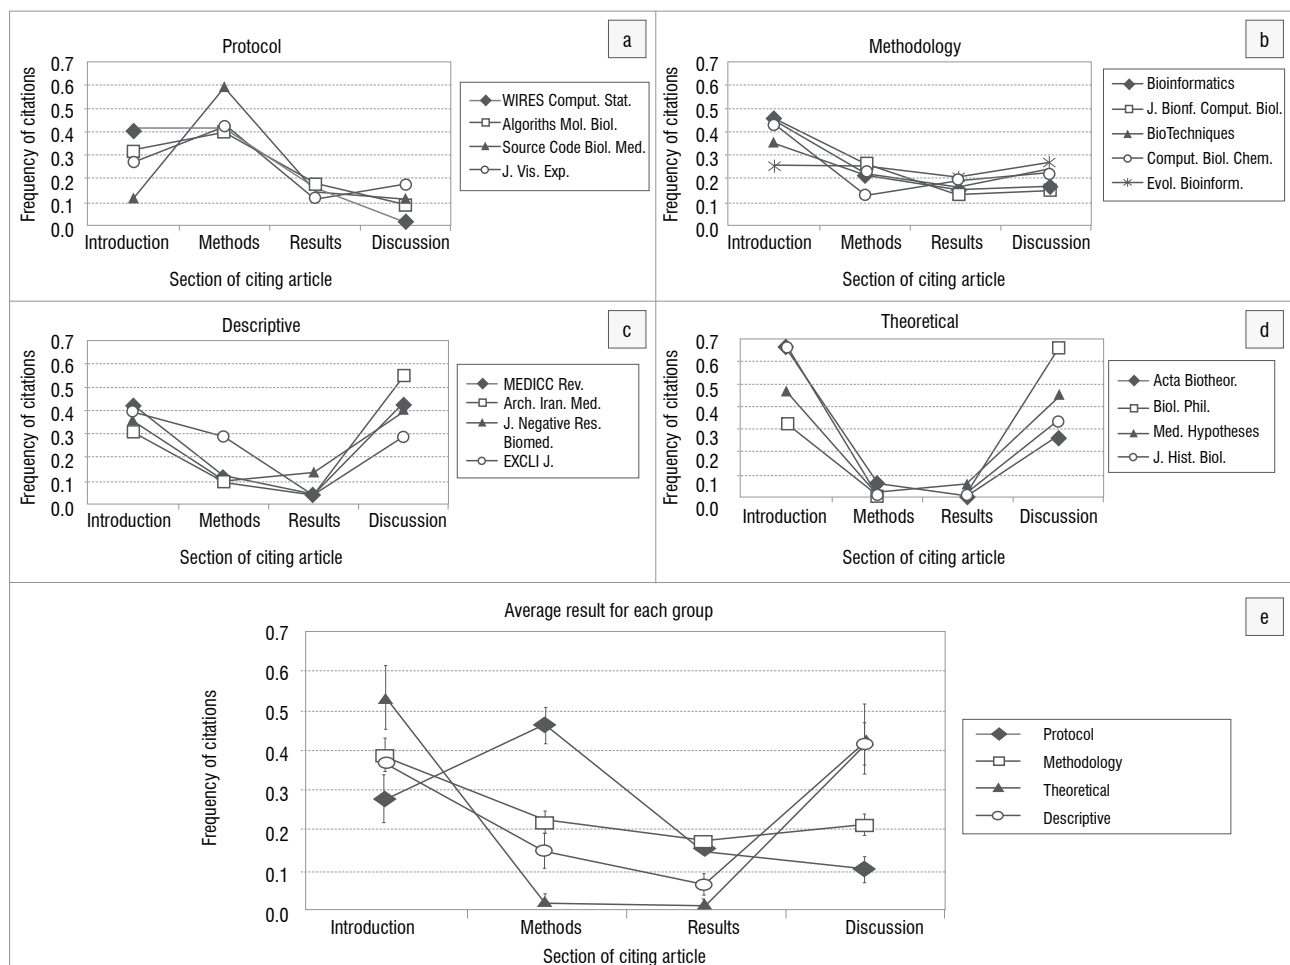 a
Protocol
0.7
0.6
0.5
0.4
0.3
0.2
0.1
0.0
Frequency of citations
Introduction Methods Results Discussion
Section of citing article
WIRES Comput. Stat.
Algoriths Mol. Biol.
Source Code Biol. Med.
J. Vis. Exp.
b
Methodology
0.7
0.6
0.5
0.4
0.3
0.2
0.1
0.0
Frequency of citations
Introduction Methods Results Discussion
Section of citing article
Bioinformatics
J. Bionf. Comput. Biol.
BioTechniques
Comput. Biol. Chem.
Evol. Bioinform.
c
Descriptive
0.7
0.6
0.5
0.4
0.3
0.2
0.1
0.0
Frequency of citations
Introduction Methods Results Discussion
Section of citing article
MEDICC Rev.
Arch. Iran. Med.
J. Negative Res.
Biomed.
EXCLI J.
d
Theoretical
0.7
0.6
0.5
0.4
0.3
0.2
0.1
0.0
Frequency of citations
Introduction Methods Results Discussion
Section of citing article
Acta Biotheor.
Biol. Phil.
Med. Hypotheses
J. Hist. Biol.
e
Average result for each group
0.7
0.6
0.5
0.4
0.3
0.2
0.1
0.0
Frequency of citations
Introduction Methods Results Discussion
Section of citing article
Protocol
Methodology
Theoretical
Descriptive